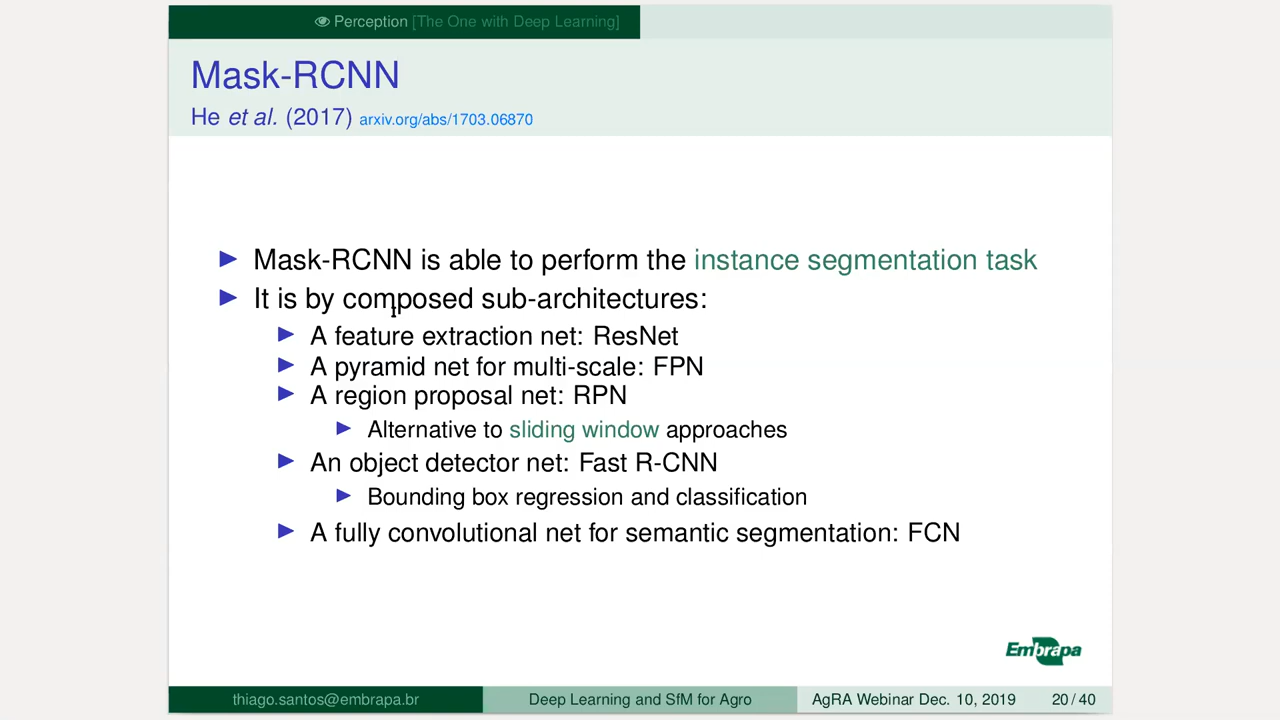 Perception [The One with Deep Learning]
Mask-RCNN
He et al. (2017) arxiv.org/abs/1703.06870
Mask-RCNN is able to perform the instance segmentation task
It is by composed sub-architectures:
A feature extraction net: ResNet
A pyramid net for multi-scale: FPN
A region proposal net: RPN
Alternative to sliding window approaches
An object detector net: Fast R-CNN
Bounding box regression and classification
A fully convolutional net for semantic segmentation: FCN
Embrapa
thiago.santos@embrapa.br Deep Learning and SfM for Agro AgRA Webinar Dec. 10, 2019 20/40